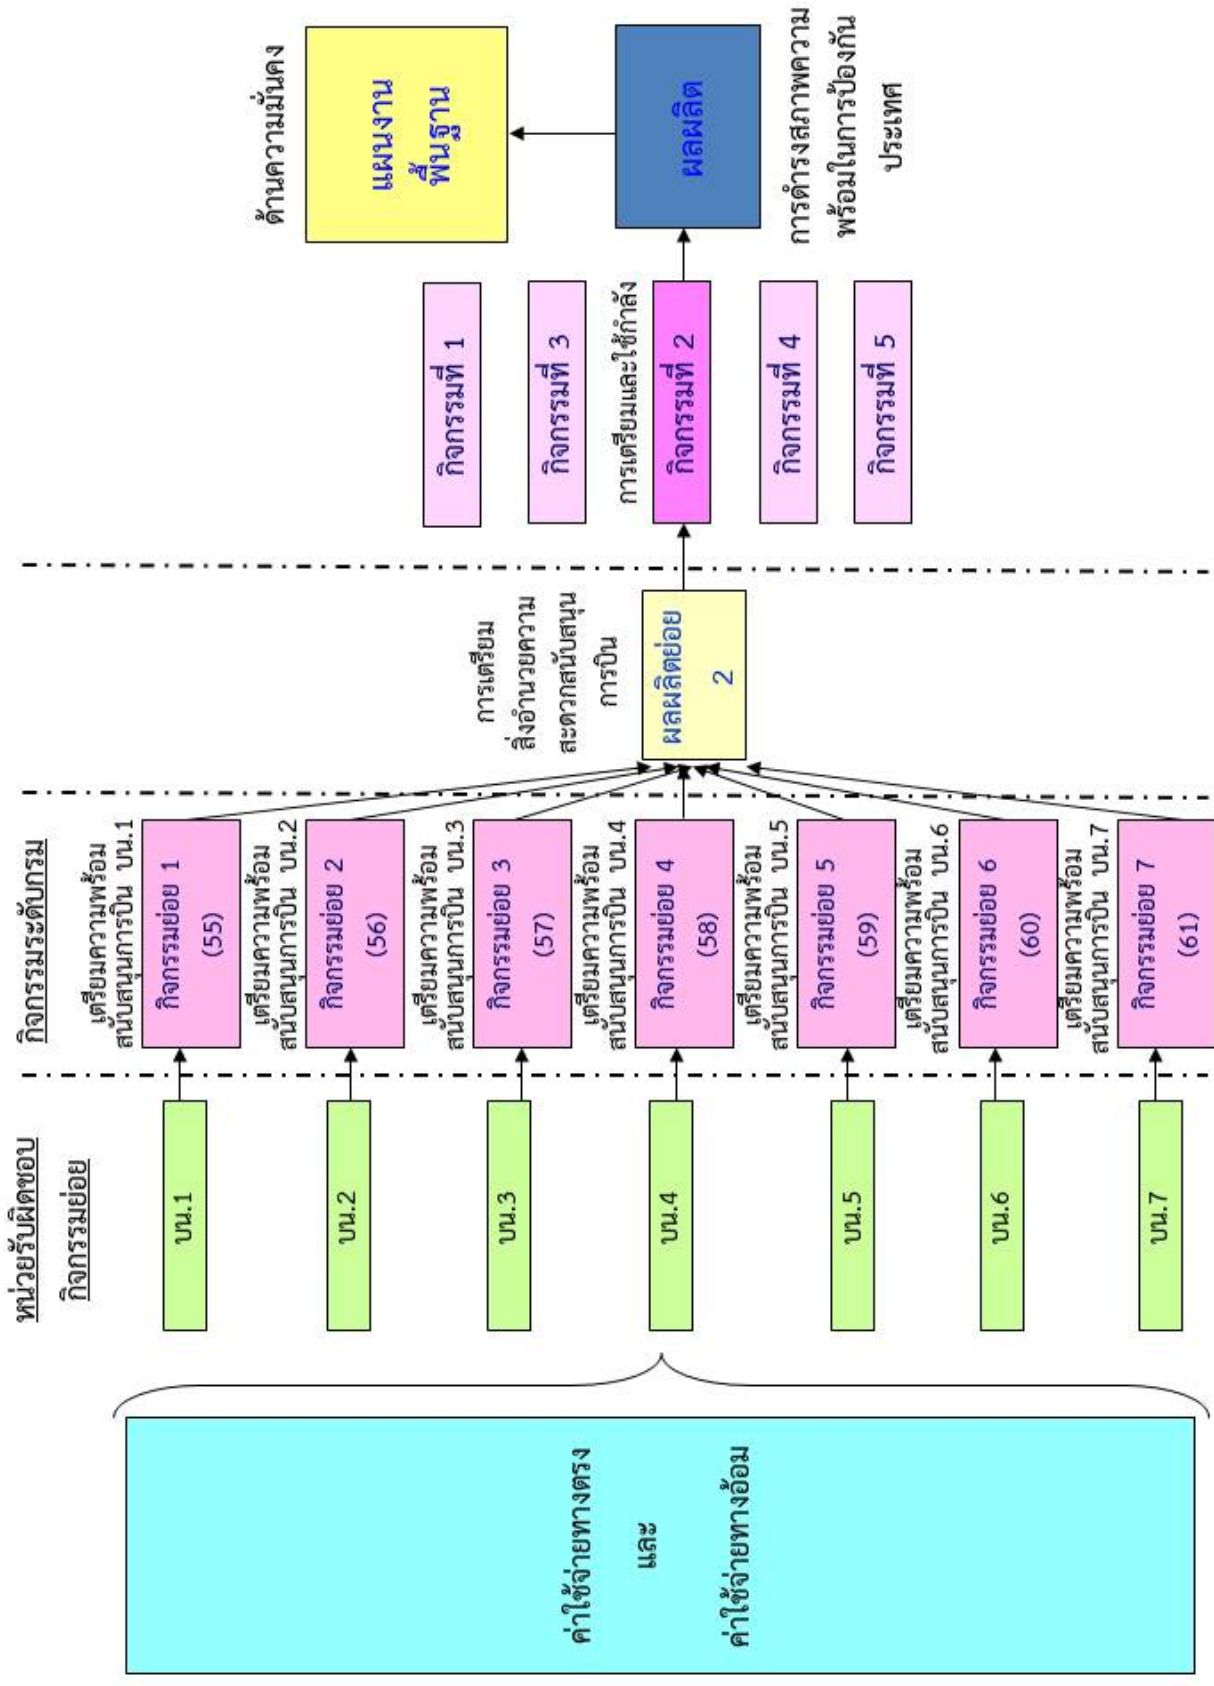 หน่วยรับผิดชอบ
กิจกรรมย่อย
กิจกรรมระดับกรม
ค่าใช้จ่ายทางตรง
และ
ค่าใช้จ่ายทางอ้อม
บน.1
บน.2
บน.3
บน.4
บน.5
บน.6
บน.7
เตรียมความพร้อม
สนับสนุนการบิน บน.1
กิจกรรมย่อย 1
(55)
เตรียมความพร้อม
สนับสนุนการบิน บน.2
กิจกรรมย่อย 2
(56)
เตรียมความพร้อม
สนับสนุนการบิน บน.3
กิจกรรมย่อย 3
(57)
เตรียมความพร้อม
สนับสนุนการบิน บน.4
กิจกรรมย่อย 4
(58)
เตรียมความพร้อม
สนับสนุนการบิน บน.5
กิจกรรมย่อย 5
(59)
เตรียมความพร้อม
สนับสนุนการบิน บน.6
กิจกรรมย่อย 6
(60)
เตรียมความพร้อม
สนับสนุนการบิน บน.7
กิจกรรมย่อย 7
(61)
การเตรียม
สิ่งอำนวยความ
สะดวกสนับสนุน
การบิน
ผลผลิตย่อย
2
กิจกรรมที่ 1
กิจกรรมที่ 3
การเตรียมและใช้กำลัง
กิจกรรมที่ 2
กิจกรรมที่ 4
กิจกรรมที่ 5
ด้านความมั่นคง
แผนงาน
พื้นฐาน
ผลผลิต
การดำรงสภาพความ
พร้อมในการป้องกัน
ประเทศ